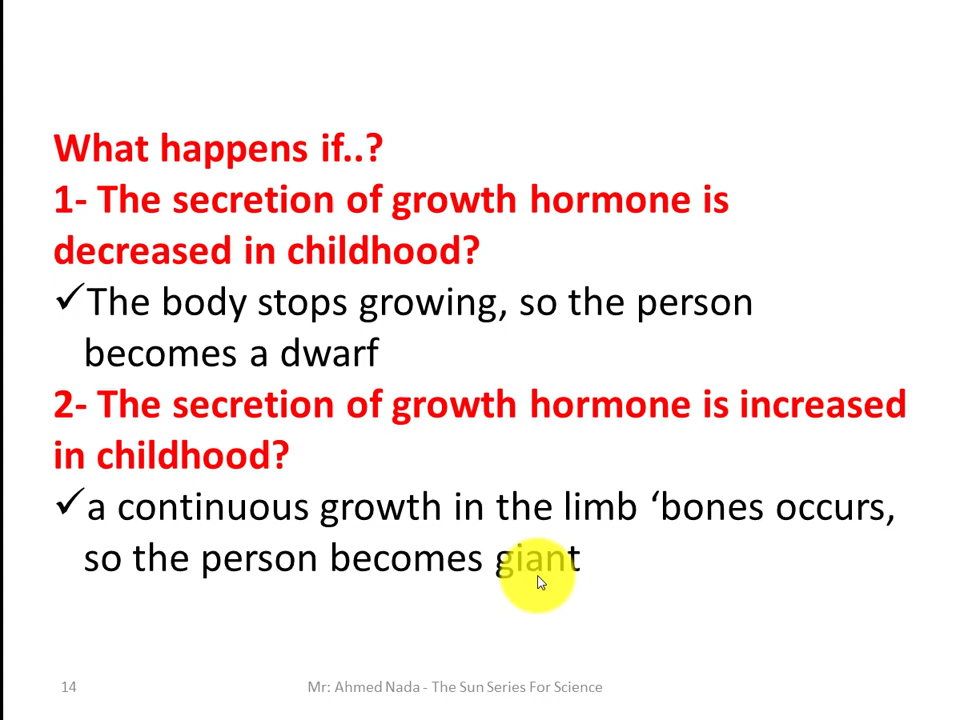 What happens if..?
1- The secretion of growth hormone is
decreased in childhood?
✓The body stops growing, so the person
becomes a dwarf
2- The secretion of growth hormone is increased
in childhood?
✓a continuous growth in the limb ‘bones occurs,
so the person becomes giant
14
Mr: Ahmed Nada - The Sun Series For Science